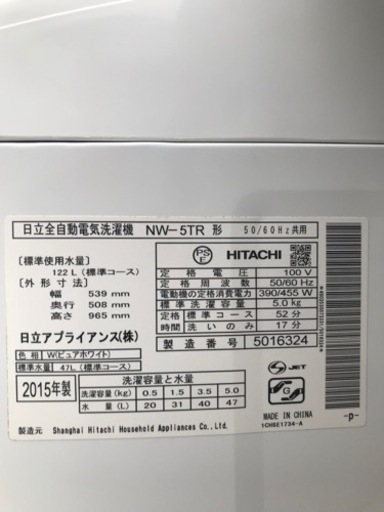 日立全自動電気洗濯機 NW-5TR 形 50/60Hz共用
[標準使用水量]
122L(標準コース)
[外形寸法]
幅 539 mm
奥行 508 mm
高さ 965 mm
日立アプライアンス(株)
色相 W(ピュアホワイト)
標準水量 47L(標準コース)
PS
E
HITACHI
定格電圧 100 V
定格周波数 50/60 Hz
電動機の定格消費電力 390/455 W
標準洗濯容量 5.0 kg
定格標準コース 52 分
時間 洗いのみ 17 分
製造番号 5016324
2015年製
洗濯容量と水量
洗濯容量(kg) 0.5 1.5 3.5 5.0
水量(L) 20 31 40 47
S JET
G
MADE IN CHINA
1CHSE1734-A
-p-
製造元 Shanghai Hitachi Household Appliances Co., Ltd.